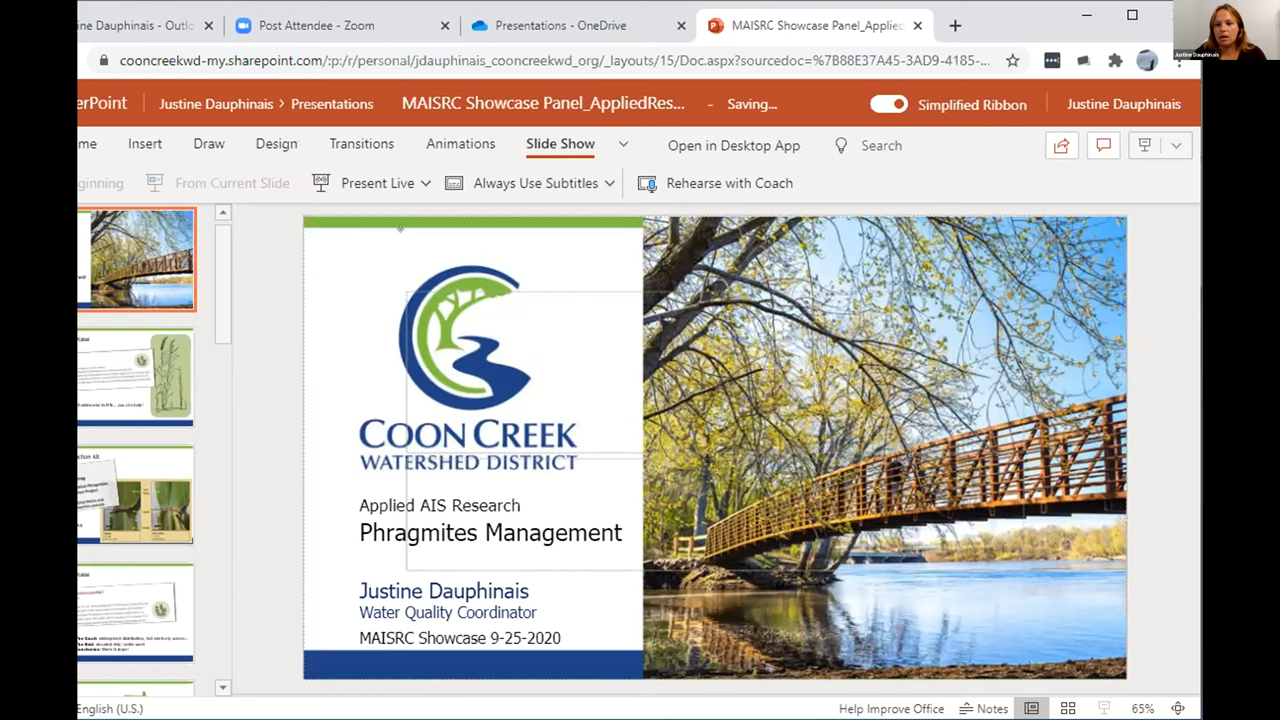 ine Dauphinais - Outlo
Post Attendee - Zoom
Presentations - OneDrive
MAISRC Showcase Panel_Applied
Justine Dauphinais
cooncreekwd-my.sharepoint.com/:p:/r/personal/jdauphinais_cooncreekwd_org/_layouts/15/Doc.aspx?sourcedoc=%7B88E37A45-3AD9-4185-...
erPoint
Justine Dauphinais > Presentations
MAISRC Showcase Panel_AppliedRes... - Saving...
Simplified Ribbon
Justine Dauphinais
me
Insert
Draw
Design
Transitions
Animations
Slide Show
Open in Desktop App
Search
ginning
From Current Slide
Present Live
Always Use Subtitles
Rehearse with Coach
COON CREEK
WATERSHED DISTRICT
Applied AIS Research
Phragmites Management
Justine Dauphinais
Water Quality Coordinator
MAISRC Showcase 9-25-2020
English (U.S.)
Help Improve Office
Notes
65%